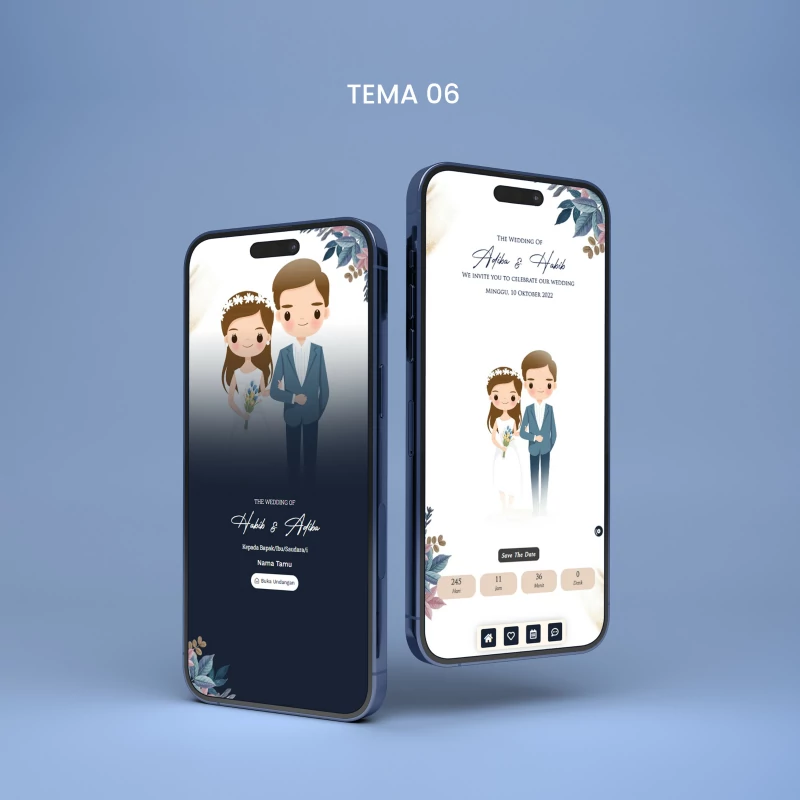 TEMA 06
THE WEDDING OF
Habib & Adiba
Kepada Bapak/Ibu/Saudara/i
Nama Tamu
Buka Undangan
THE WEDDING OF
Adiba & Habib
WE INVITE YOU TO CELEBRATE OUR WEDDING
MINGGU, 10 OKTOBER 2022
Save The Date
245 11 36 0
Hari Jam Menit Detik